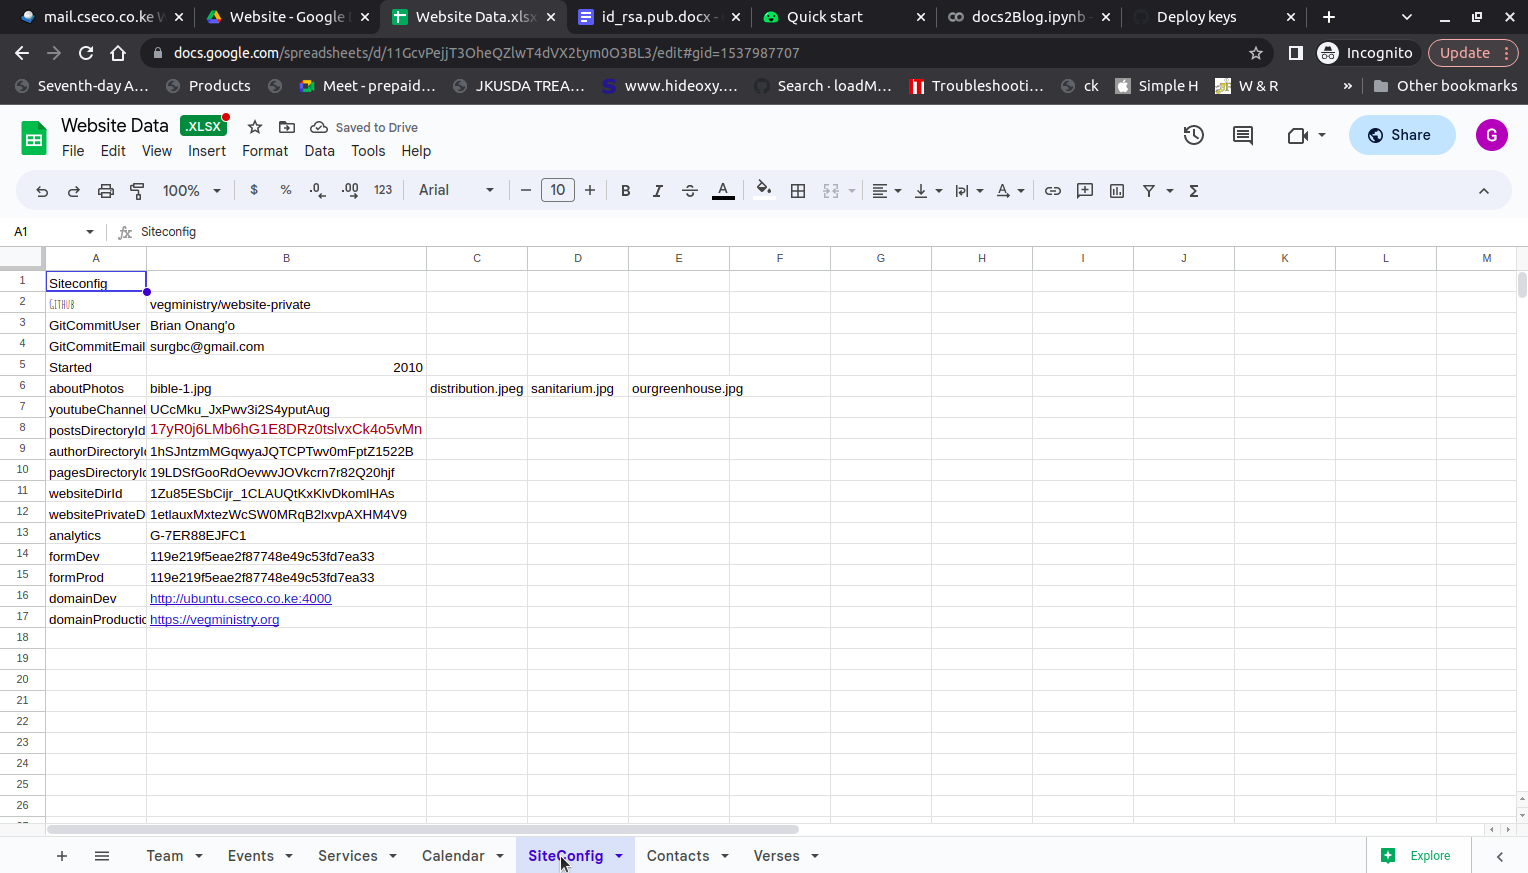 mail.cseco.co.ke W
Website - Google D
Website Data.xlsx
id_rsa.pub.docx -
Quick start
docs2Blog.ipynb -
Deploy keys
docs.google.com/spreadsheets/d/11GcvPejjT3OheQZlwT4dVX2tym0O3BL3/edit#gid=1537987707
Incognito
Update
Seventh-day A...
Products
Meet - prepaid...
JKUSDA TREA...
www.hideoxy....
Search · loadM...
Troubleshooti...
ck
Simple H
W & R
»
Other bookmarks
Website Data
.XLSX
Saved to Drive
File Edit View Insert Format Data Tools Help
Share
G
100%
$ % .0 .00 123
Arial
10
B I S A
A1
fx Siteconfig
A B C D E F G H I J K L M
1 Siteconfig
2 GITHUB vegministry/website-private
3 GitCommitUser Brian Onang'o
4 GitCommitEmail surgbc@gmail.com
5 Started 2010
6 aboutPhotos bible-1.jpg distribution.jpeg sanitarium.jpg ourgreenhouse.jpg
7 youtubeChannel UCcMku_JxPwv3i2S4yputAug
8 postsDirectoryId 17yR0j6LMb6hG1E8DRz0tslvxCk4o5vMn
9 authorDirectoryId 1hSJntzmMGqwyaJQTCPTwv0mFptZ1522B
10 pagesDirectoryId 19LDSfGooRdOevwvJOVkcrn7r82Q20hjf
11 websiteDirId 1Zu85ESbCijr_1CLAUQtKxKlvDkomlHAs
12 websitePrivateD 1etlauxMxtezWcSW0MRqB2lxvpAXHM4V9
13 analytics G-7ER88EJFC1
14 formDev 119e219f5eae2f87748e49c53fd7ea33
15 formProd 119e219f5eae2f87748e49c53fd7ea33
16 domainDev http://ubuntu.cseco.co.ke:4000
17 domainProductio https://vegministry.org
18
19
20
21
22
23
24
25
26
Team Events Services Calendar SiteConfig Contacts Verses
Explore